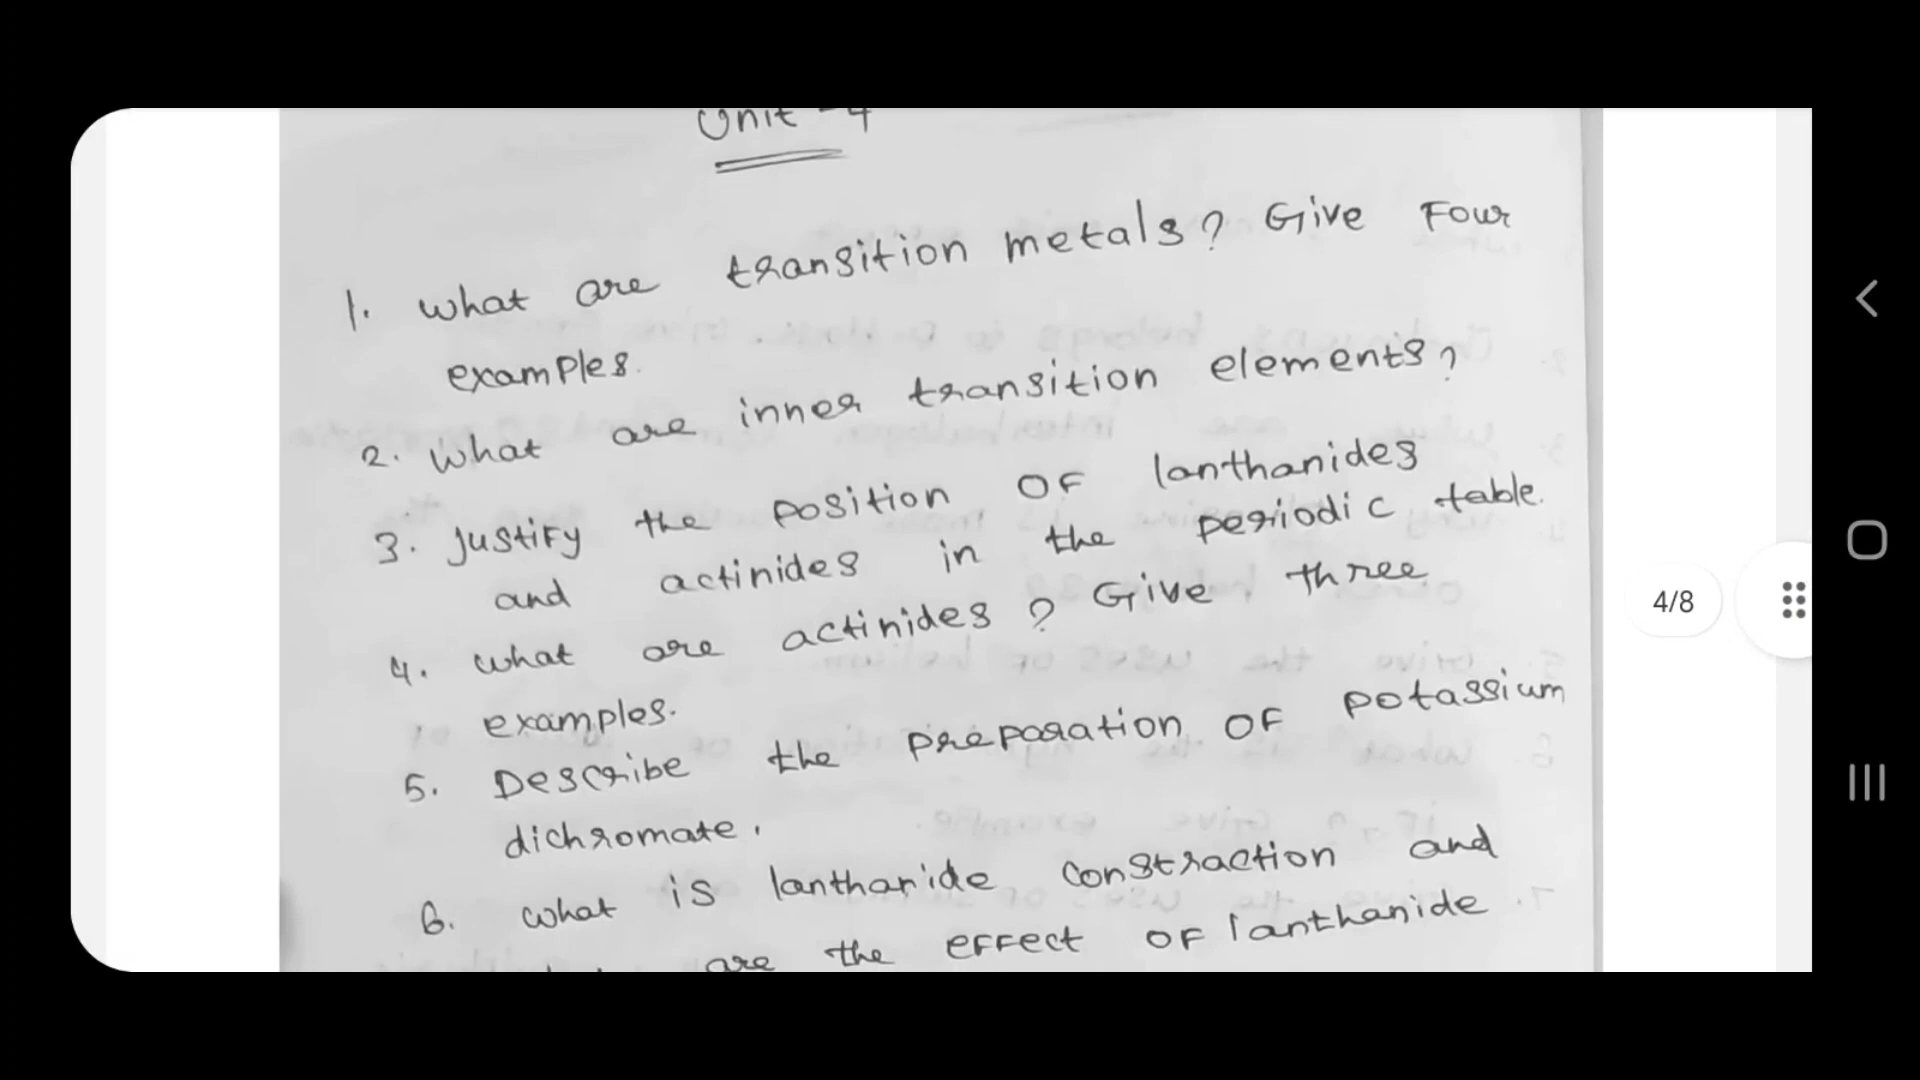 Unit - 4
1. What are transition metals? Give Four
examples.
2. What are inner transition elements?
3. Justify the position OF lanthanides
and actinides in the periodic table.
4. what are actinides? Give three
examples.
5. Describe the preparation OF potassium
dichromate.
6. what is lanthanide constraction and
are the effect OF lanthanide
4/8